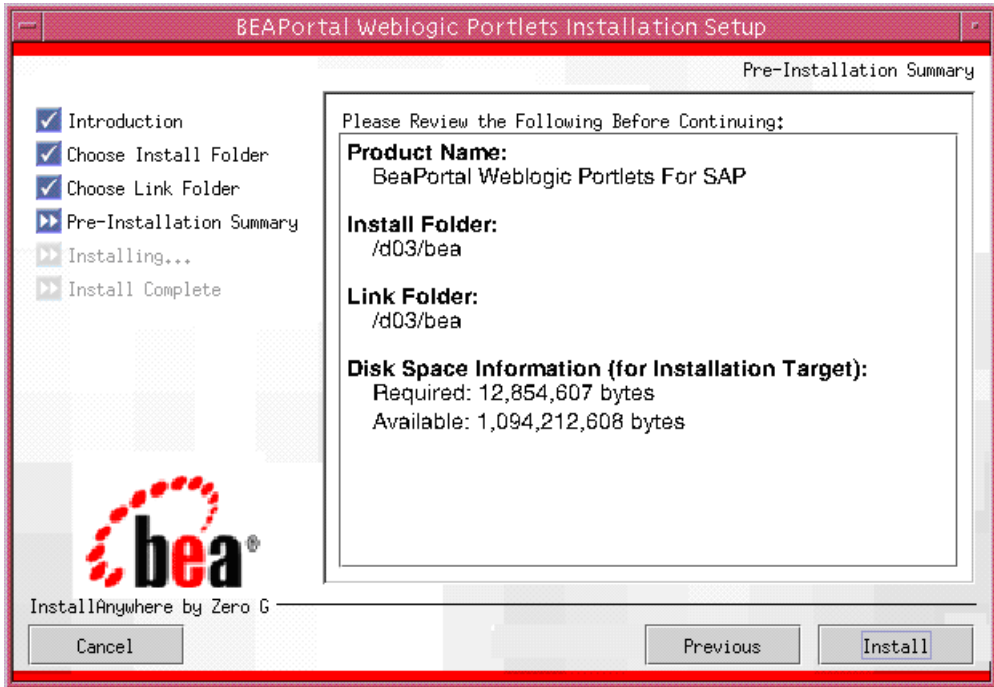 BEAPortal Weblogic Portlets Installation Setup
Pre-Installation Summary
Introduction
Choose Install Folder
Choose Link Folder
Pre-Installation Summary
Installing...
Install Complete
Please Review the Following Before Continuing:
Product Name:
BeaPortal Weblogic Portlets For SAP
Install Folder:
/d03/bea
Link Folder:
/d03/bea
Disk Space Information (for Installation Target):
Required: 12,854,607 bytes
Available: 1,094,212,608 bytes
bea®
InstallAnywhere by Zero G
Cancel
Previous
Install